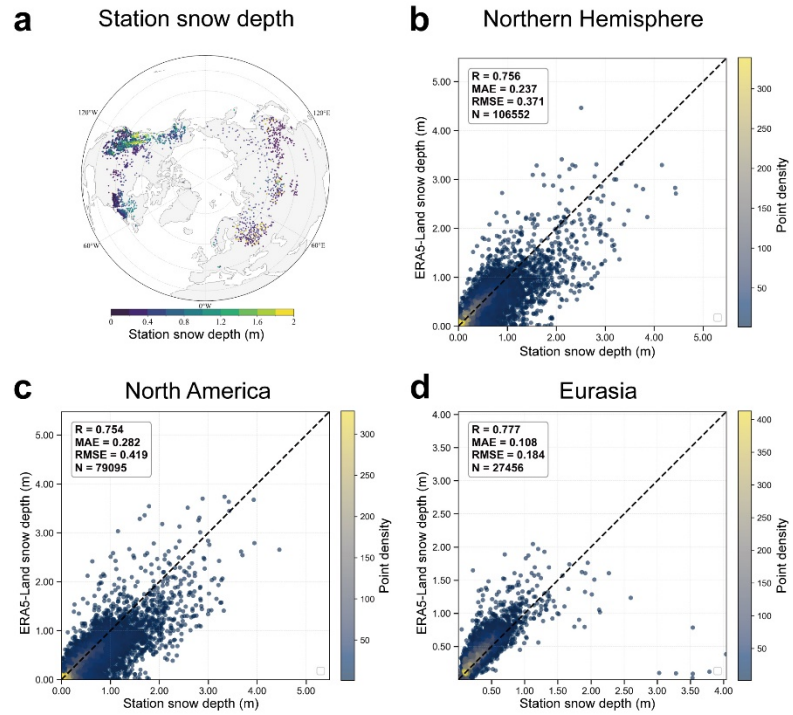 a
Station snow depth
170°W
120°E
60°W
60°E
0°W
0 0.4 0.8 1.2 1.6 2
Station snow depth (m)
b
Northern Hemisphere
R = 0.756
MAE = 0.237
RMSE = 0.371
N = 106552
ERA5-Land snow depth (m)
5.00
4.00
3.00
2.00
1.00
0.00
0.00 1.00 2.00 3.00 4.00 5.00
Station snow depth (m)
300
250
200
150
100
50
Point density
c
North America
R = 0.754
MAE = 0.282
RMSE = 0.419
N = 79095
ERA5-Land snow depth (m)
5.00
4.00
3.00
2.00
1.00
0.00
0.00 1.00 2.00 3.00 4.00 5.00
Station snow depth (m)
300
250
200
150
100
50
Point density
d
Eurasia
R = 0.777
MAE = 0.108
RMSE = 0.184
N = 27456
ERA5-Land snow depth (m)
4.00
3.50
3.00
2.50
2.00
1.50
1.00
0.50
0.50 1.00 1.50 2.00 2.50 3.00 3.50 4.00
Station snow depth (m)
400
350
300
250
200
150
100
50
Point density